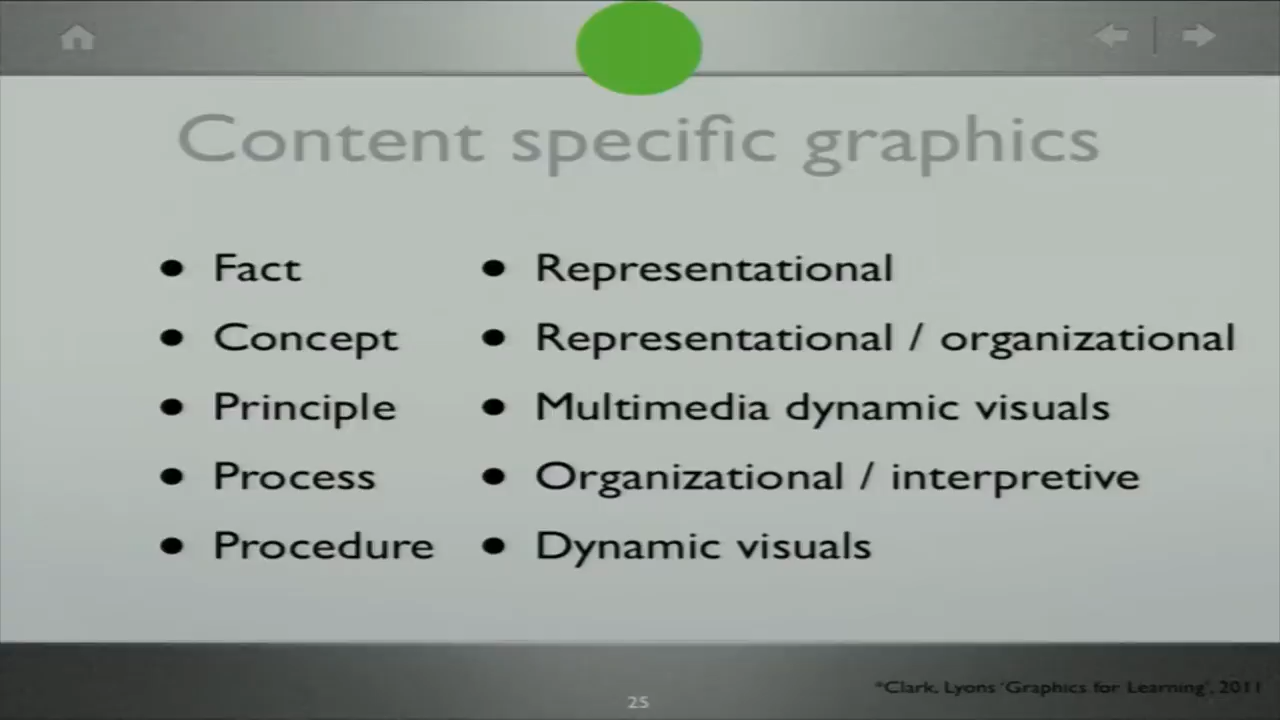 Content specific graphics
• Fact • Representational
• Concept • Representational / organizational
• Principle • Multimedia dynamic visuals
• Process • Organizational / interpretive
• Procedure • Dynamic visuals
*Clark, Lyons 'Graphics for Learning', 2011
25